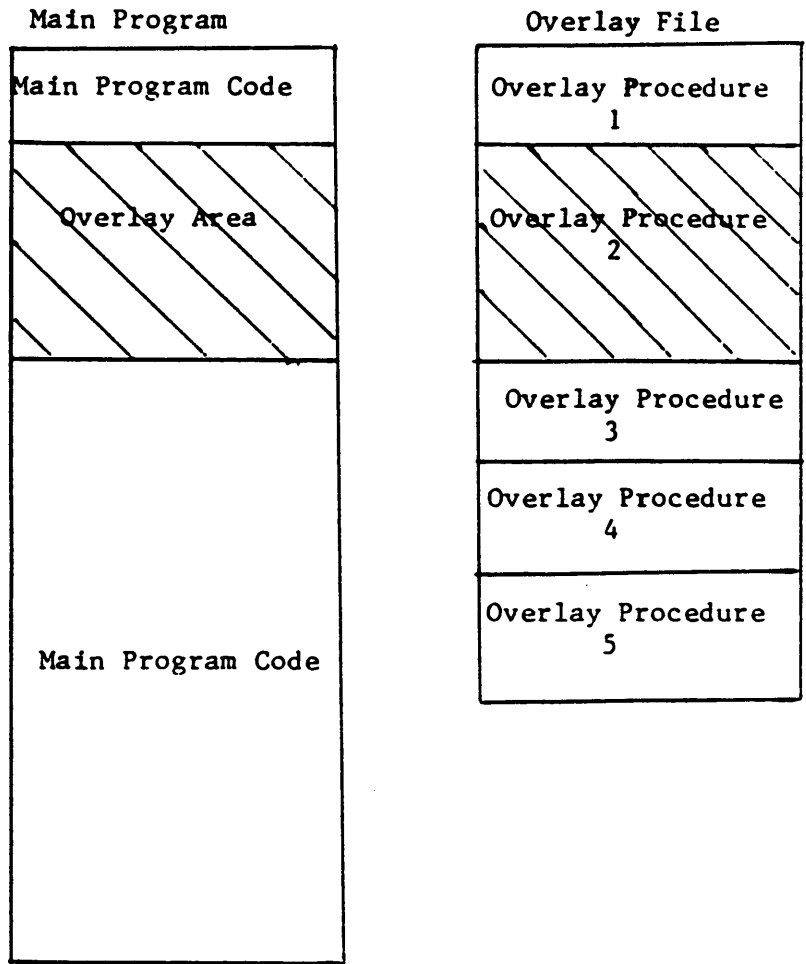 Main Program
Main Program Code
Overlay Area
Main Program Code
Overlay File
Overlay Procedure
1
Overlay Procedure
2
Overlay Procedure
3
Overlay Procedure
4
Overlay Procedure
5